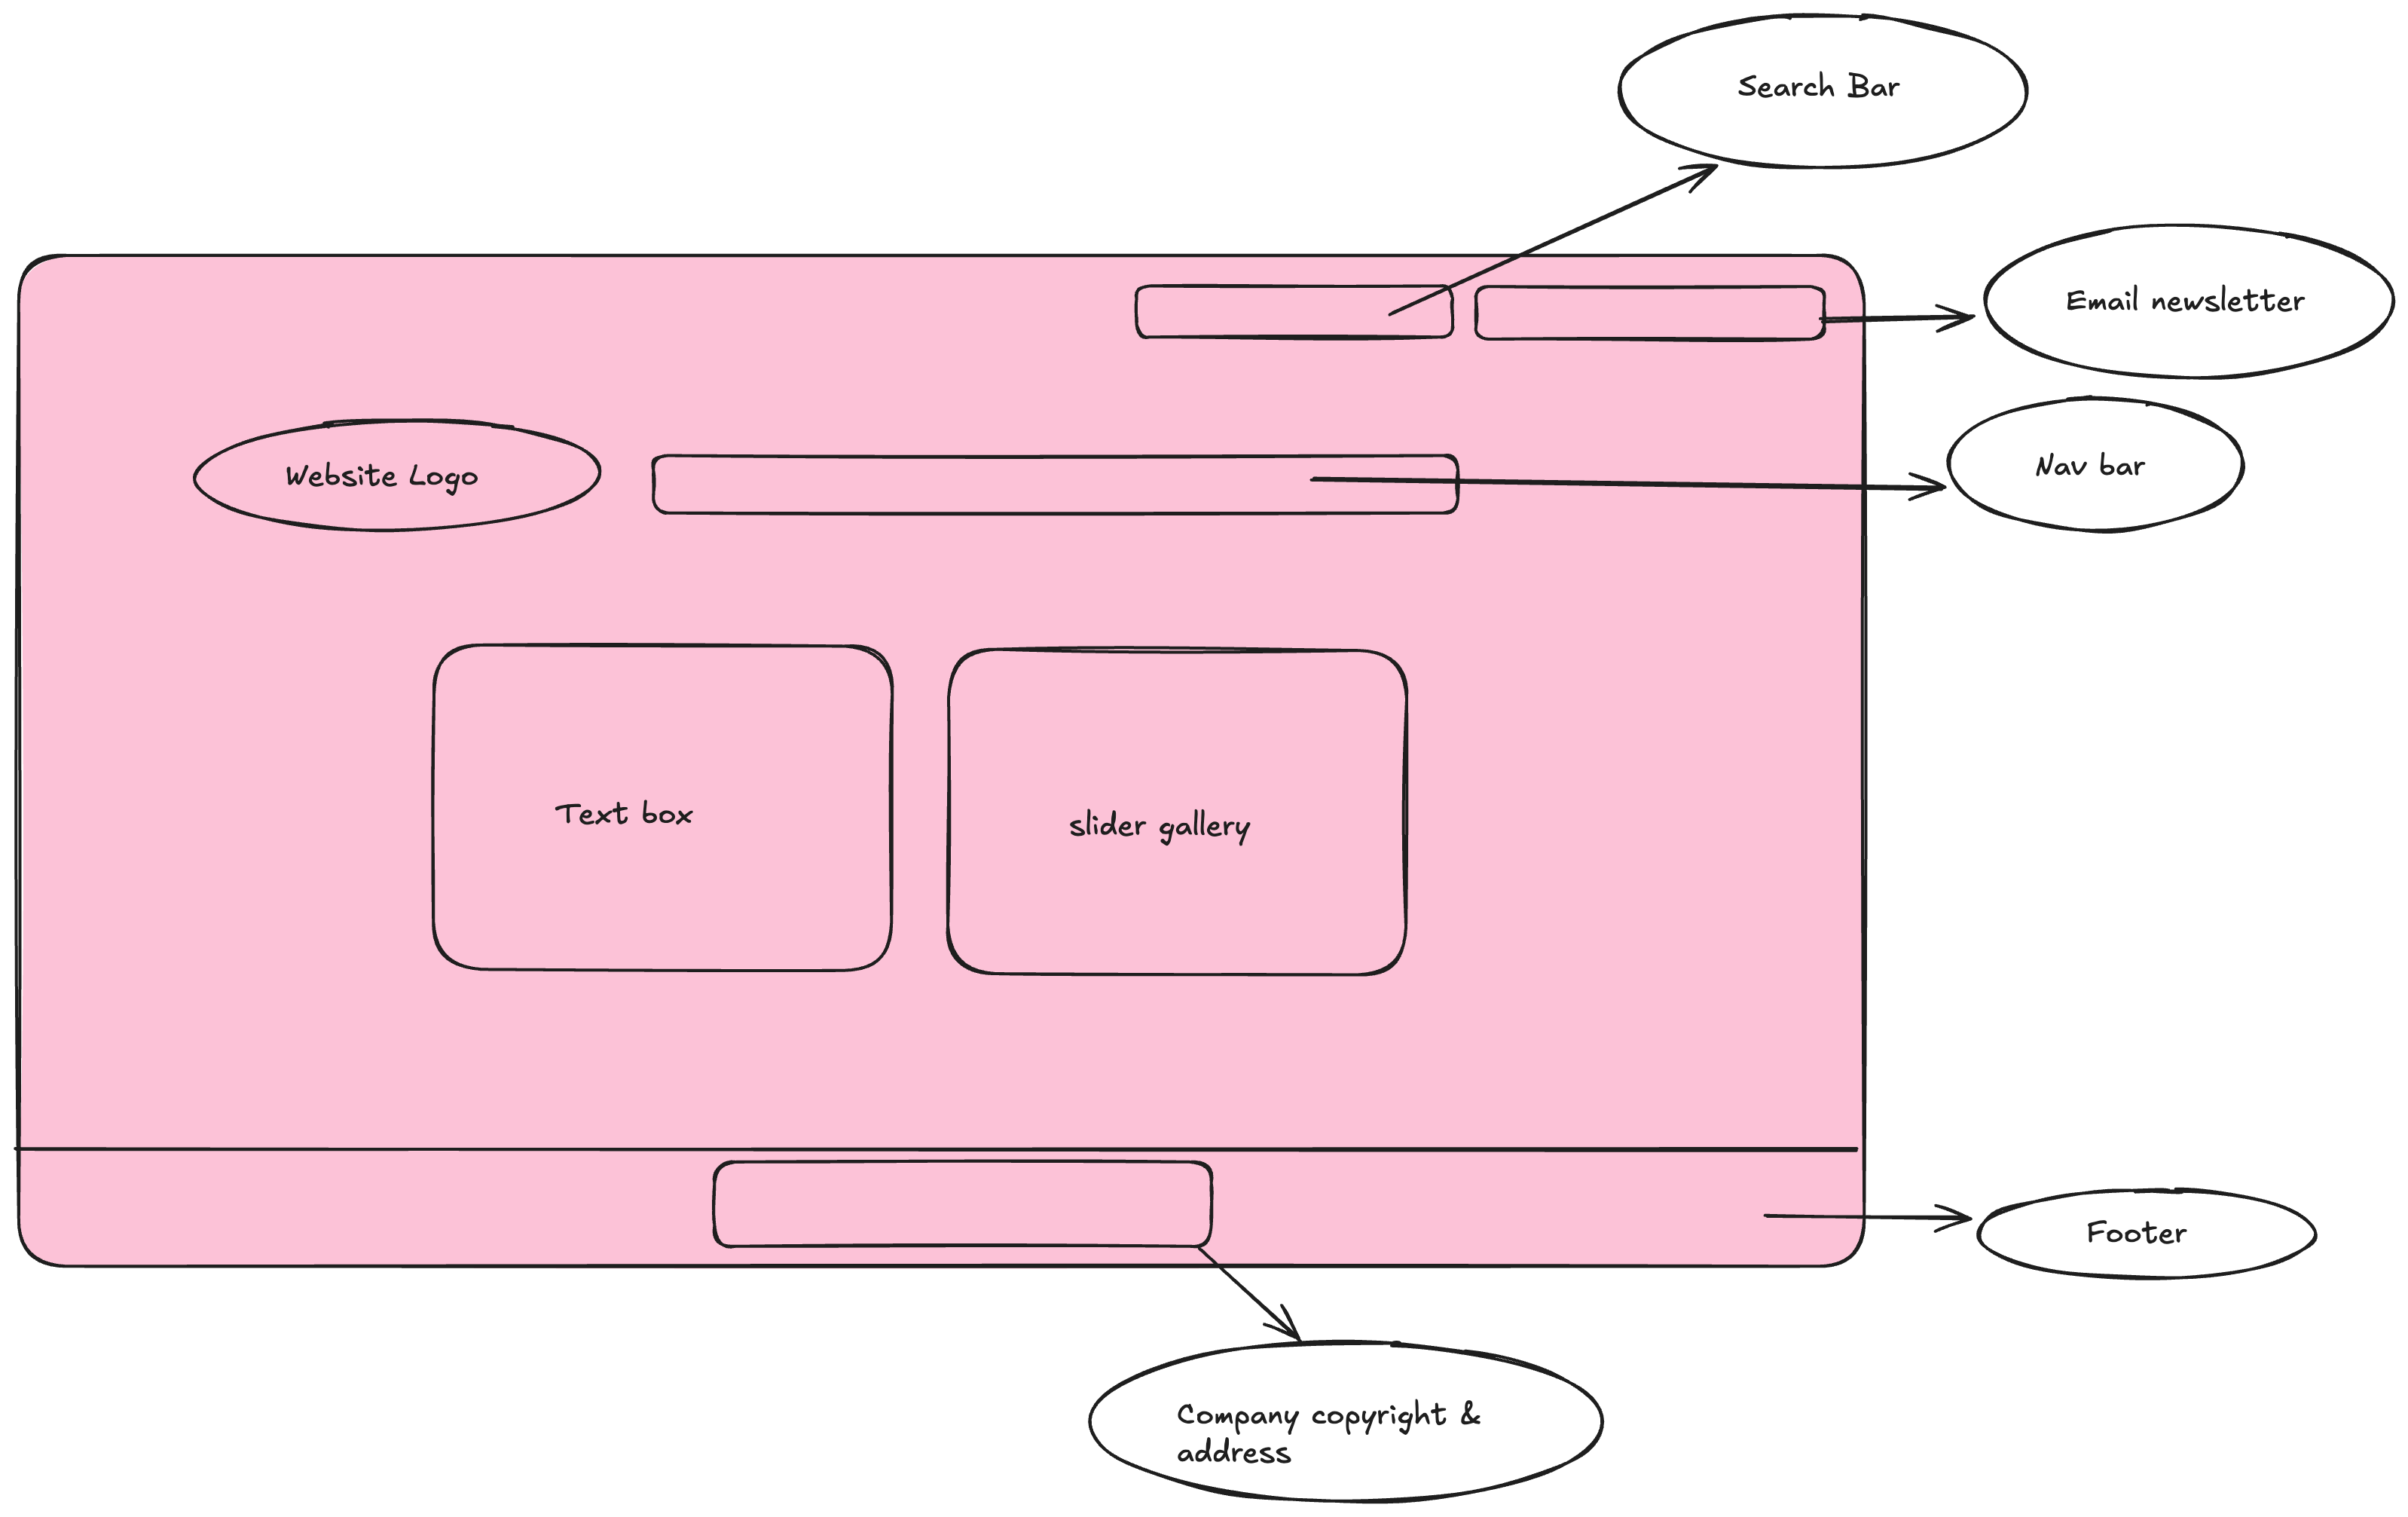 Search Bar
Email newsletter
Website Logo
Nav bar
Text box
slider gallery
Footer
Company copyright &
address